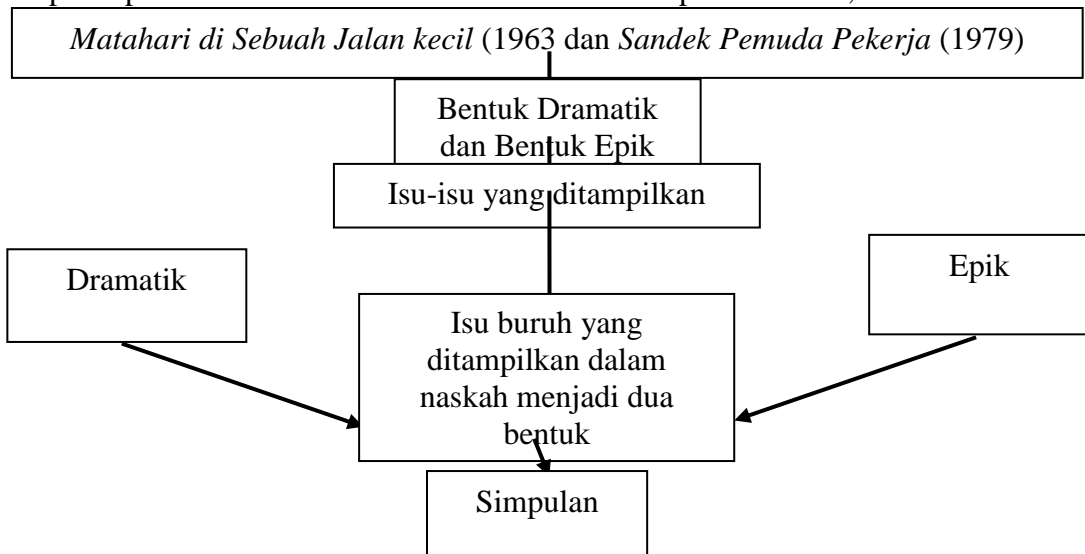 Matahari di Sebuah Jalan kecil (1963 dan Sandek Pemuda Pekerja (1979)
Bentuk Dramatik
dan Bentuk Epik
Isu-isu yang ditampilkan
Dramatik
Epik
Isu buruh yang
ditampilkan dalam
naskah menjadi dua
bentuk
Simpulan